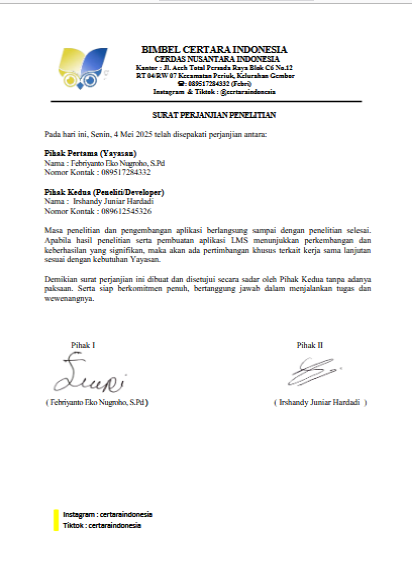 BIMBEL CERTARA INDONESIA
CERDAS NUSANTARA INDONESIA
Kantor : Jl. Aceh Total Persada Raya Blok C6 No.12
RT 04/RW 07 Kecamatan Periuk, Kelurahan Gembor
☎: 089517284332 (Febri)
Instagram & Tiktok : @certaraindonesia
SURAT PERJANJIAN PENELITIAN
Pada hari ini, Senin, 4 Mei 2025 telah disepakati perjanjian antara:
Pihak Pertama (Yayasan)
Nama : Febriyanto Eko Nugroho, S.Pd
Nomor Kontak : 089517284332
Pihak Kedua (Peneliti/Developer)
Nama : Irshandy Juniar Hardadi
Nomor Kontak : 089612545326
Masa penelitian dan pengembangan aplikasi berlangsung sampai dengan penelitian selesai.
Apabila hasil penelitian serta pembuatan aplikasi LMS menunjukkan perkembangan dan
keberhasilan yang signifikan, maka akan ada pertimbangan khusus terkait kerja sama lanjutan
sesuai dengan kebutuhan Yayasan.
Demikian surat perjanjian ini dibuat dan disetujui secara sadar oleh Pihak Kedua tanpa adanya
paksaan. Serta siap berkomitmen penuh, bertanggung jawab dalam menjalankan tugas dan
wewenangnya.
Pihak I
Pihak II
( Febriyanto Eko Nugroho, S.Pd )
( Irshandy Juniar Hardadi )
Instagram : certaraindonesia
Tiktok : certaraindonesia